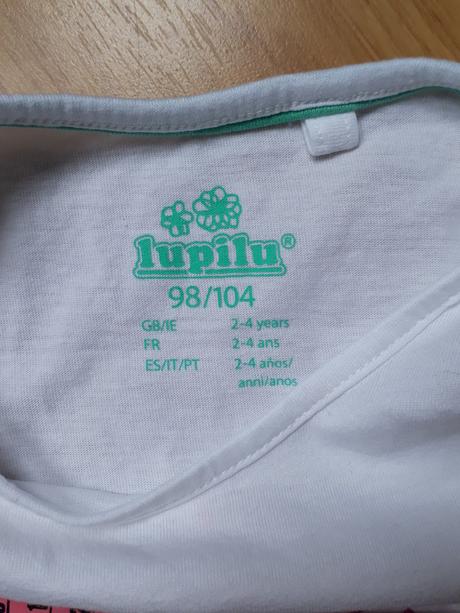 lupilu®
98/104
GB/IE 2-4 years
FR 2-4 ans
ES/IT/PT 2-4 años/
anni/anos